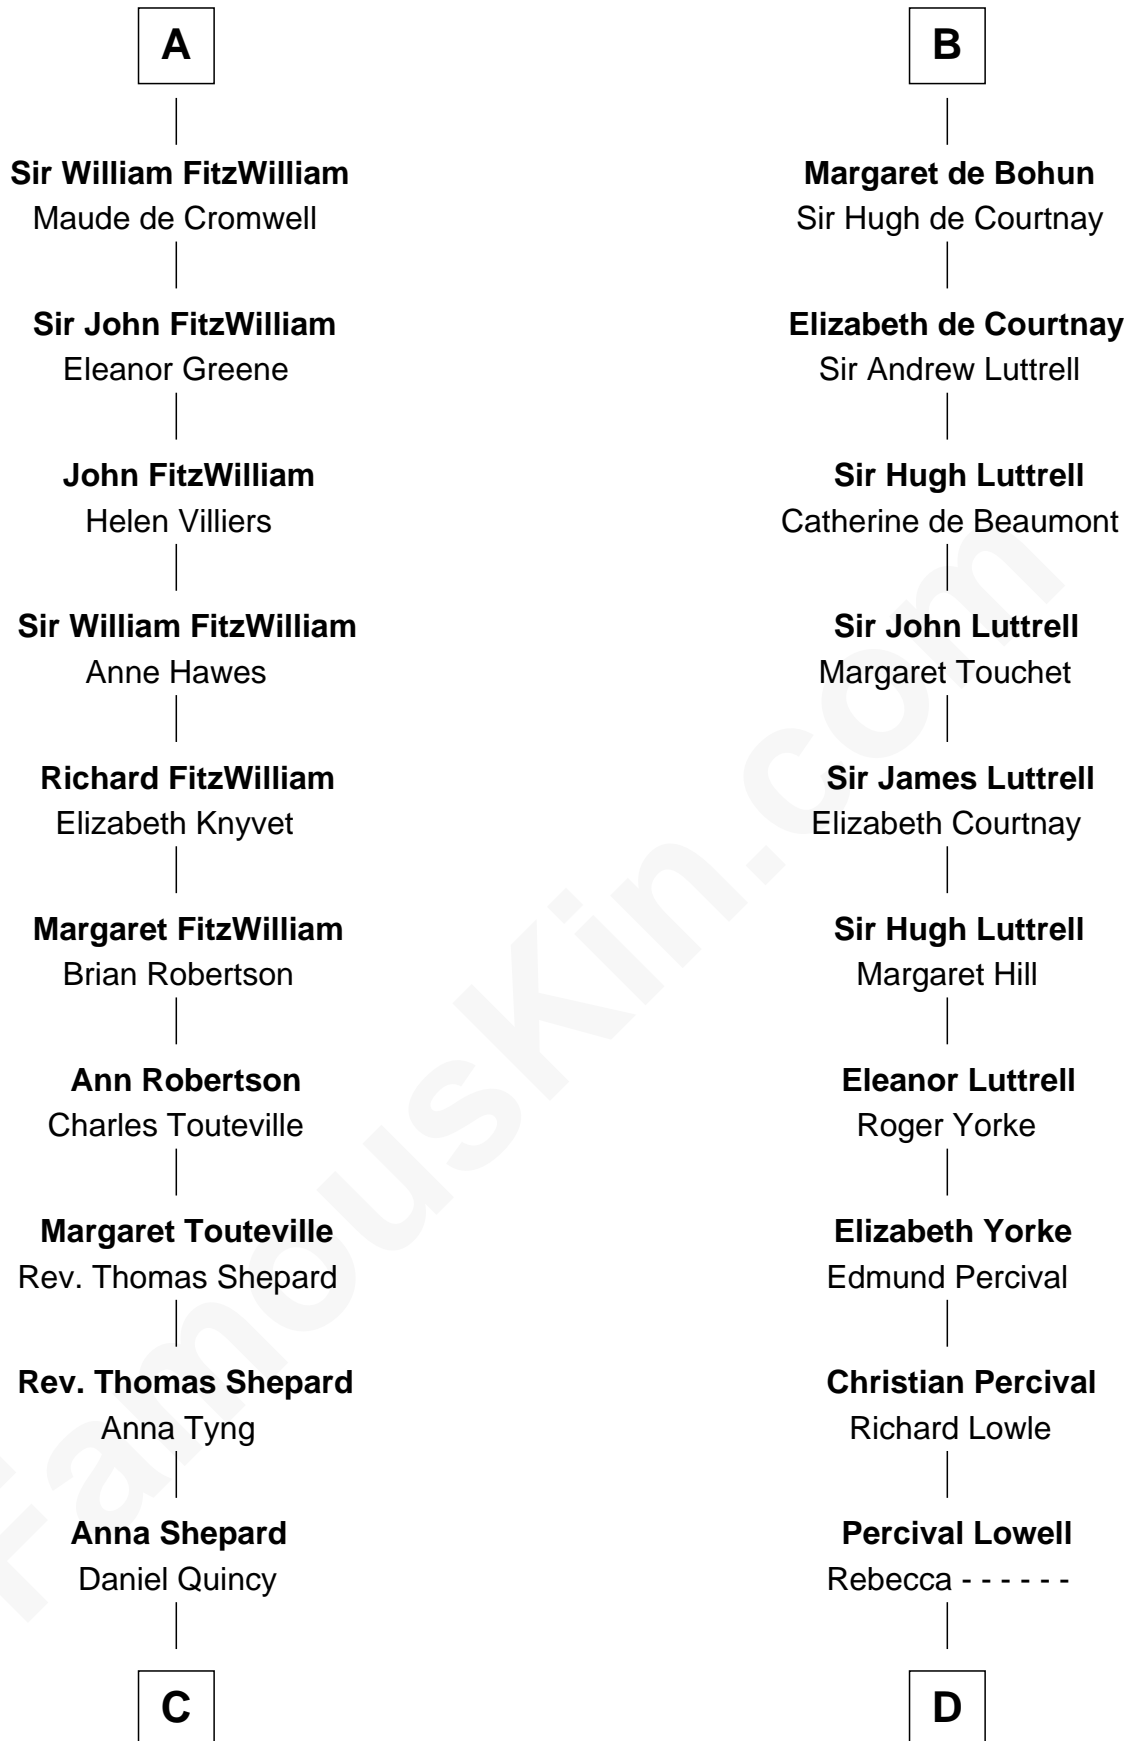 A
Sir William FitzWilliam
Maude de Cromwell
Sir John FitzWilliam
Eleanor Greene
John FitzWilliam
Helen Villiers
Sir William FitzWilliam
Anne Hawes
Richard FitzWilliam
Elizabeth Knyvet
Margaret FitzWilliam
Brian Robertson
Ann Robertson
Charles Touteville
Margaret Touteville
Rev. Thomas Shepard
Rev. Thomas Shepard
Anna Tyng
Anna Shepard
Daniel Quincy
C
B
Margaret de Bohun
Sir Hugh de Courtnay
Elizabeth de Courtnay
Sir Andrew Luttrell
Sir Hugh Luttrell
Catherine de Beaumont
Sir John Luttrell
Margaret Touchet
Sir James Luttrell
Elizabeth Courtnay
Sir Hugh Luttrell
Margaret Hill
Eleanor Luttrell
Roger Yorke
Elizabeth Yorke
Edmund Percival
Christian Percival
Richard Lowle
Percival Lowell
Rebecca - - - - - -
D
FamousKin.com